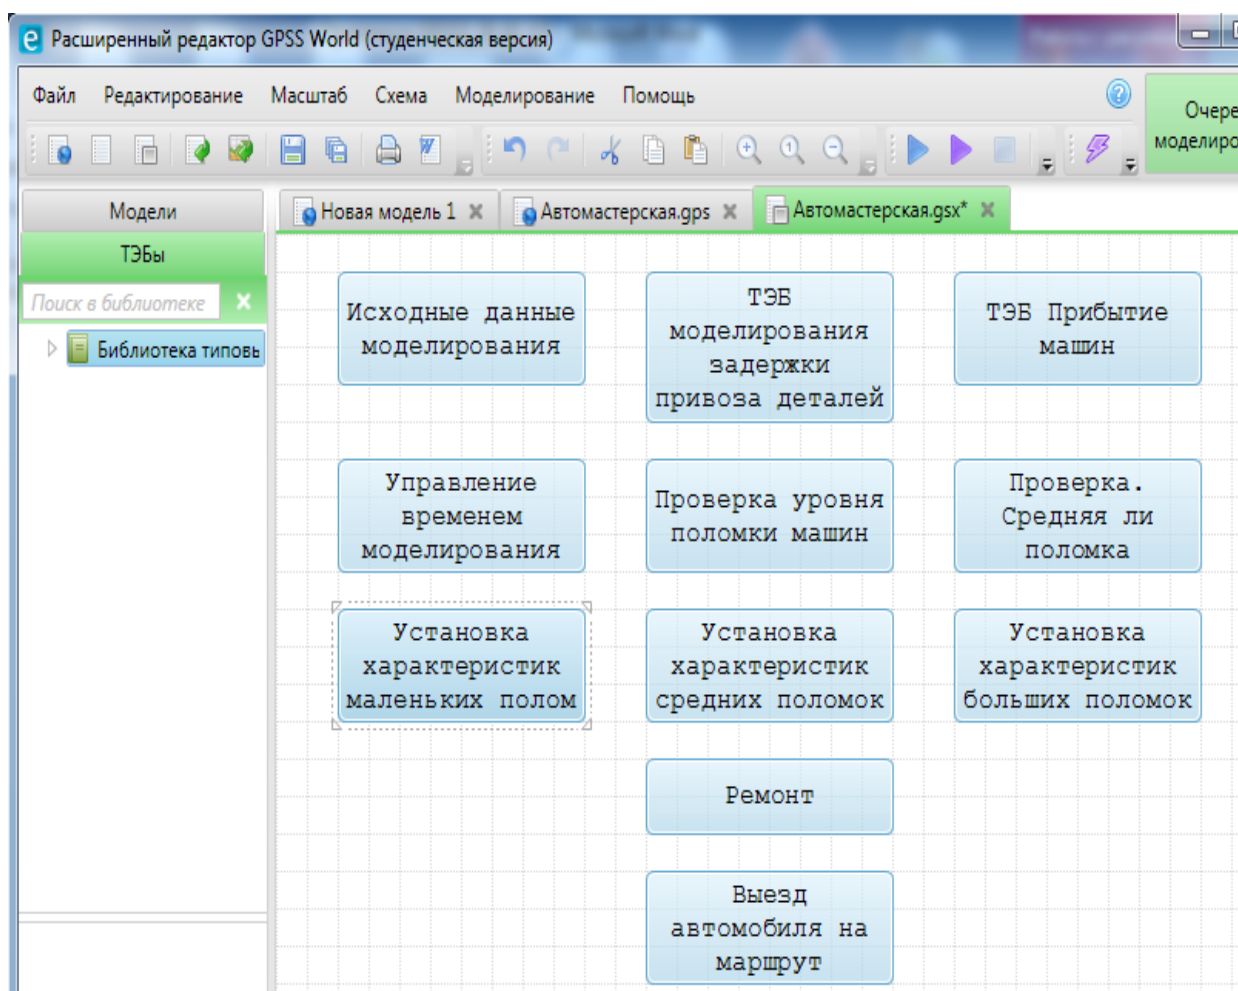 Расширенный редактор GPSS World (студенческая версия)
Файл Редактирование Масштаб Схема Моделирование Помощь
Очере
моделиро
Модели
ТЭБы
Поиск в библиотеке
Библиотека типовь
Новая модель 1
Автомастерская.gps
Автомастерская.gsx*
Исходные данные
моделирования
ТЭБ
моделирования
задержки
привоза деталей
ТЭБ Прибытие
машин
Управление
временем
моделирования
Проверка уровня
поломки машин
Проверка.
Средняя ли
поломка
Установка
характеристик
маленьких полом
Установка
характеристик
средних поломок
Установка
характеристик
больших поломок
Ремонт
Выезд
автомобиля на
маршрут